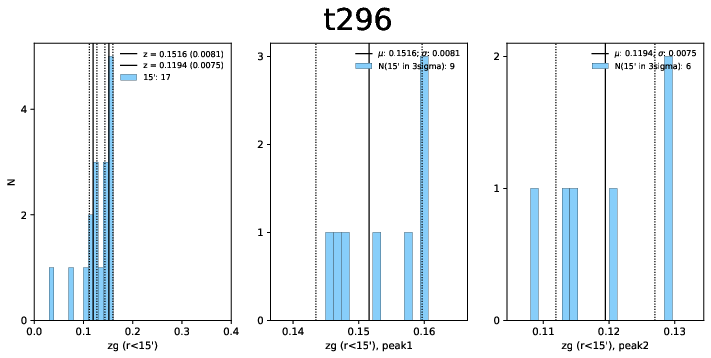 t296
z = 0.1516 (0.0081)
z = 0.1194 (0.0075)
15': 17
N
0
2
4
0.0 0.1 0.2 0.3 0.4
zg (r<15')
μ: 0.1516; σ: 0.0081
N(15' in 3sigma): 9
0
1
2
3
0.14 0.15 0.16
zg (r<15'), peak1
μ: 0.1194; σ: 0.0075
N(15' in 3sigma): 6
0
1
2
0.11 0.12 0.13
zg (r<15'), peak2